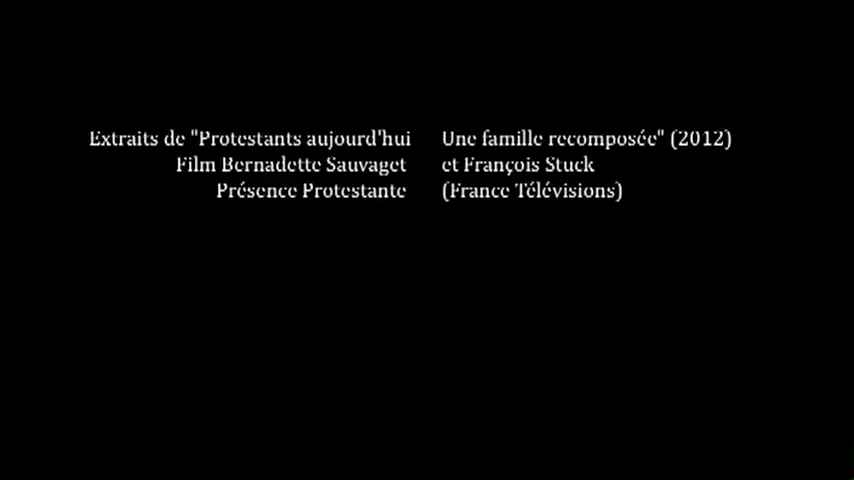 Extraits de "Protestants aujourd'hui Une famille recomposée" (2012)
Film Bernadette Sauvaget et François Stuck
Présence Protestante (France Télévisions)